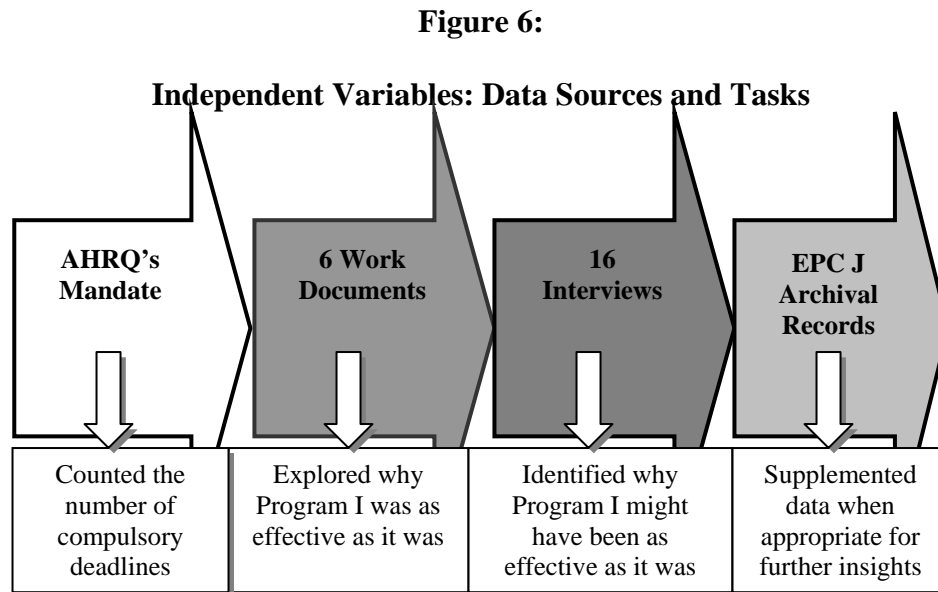 Figure 6:
Independent Variables: Data Sources and Tasks
AHRQ's
Mandate
6 Work
Documents
16
Interviews
EPC J
Archival
Records
Counted the
number of
compulsory
deadlines
Explored why
Program I was as
effective as it was
Identified why
Program I might
have been as
effective as it was
Supplemented
data when
appropriate for
further insights